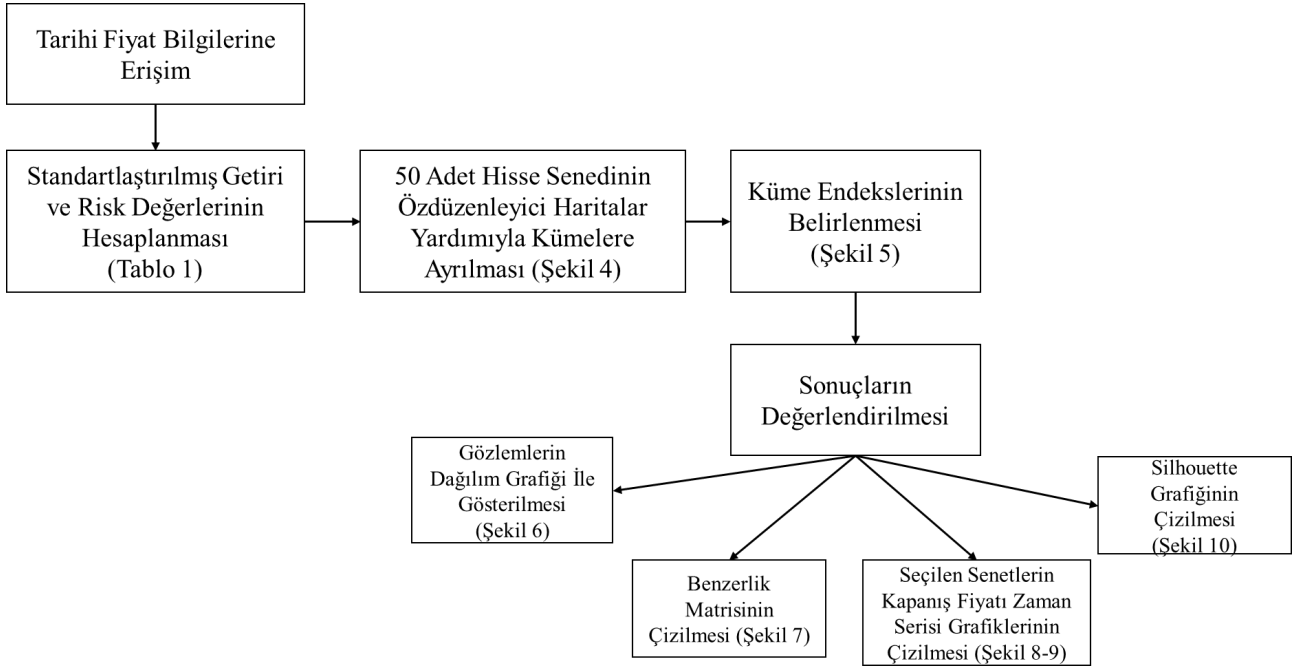 Tarihi Fiyat Bilgilerine
Erişim
Standartlaştırılmış Getiri
ve Risk Değerlerinin
Hesaplanması
(Tablo 1)
50 Adet Hisse Senedinin
Özdüzenleyici Haritalar
Yardımıyla Kümelere
Ayrılması (Şekil 4)
Küme Endekslerinin
Belirlenmesi
(Şekil 5)
Sonuçların
Değerlendirilmesi
Gözlemlerin
Dağılım Grafiği İle
Gösterilmesi
(Şekil 6)
Benzerlik
Matrisinin
Çizilmesi (Şekil 7)
Seçilen Senetlerin
Kapanış Fiyatı Zaman
Serisi Grafiklerinin
Çizilmesi (Şekil 8-9)
Silhouette
Grafiğinin
Çizilmesi
(Şekil 10)